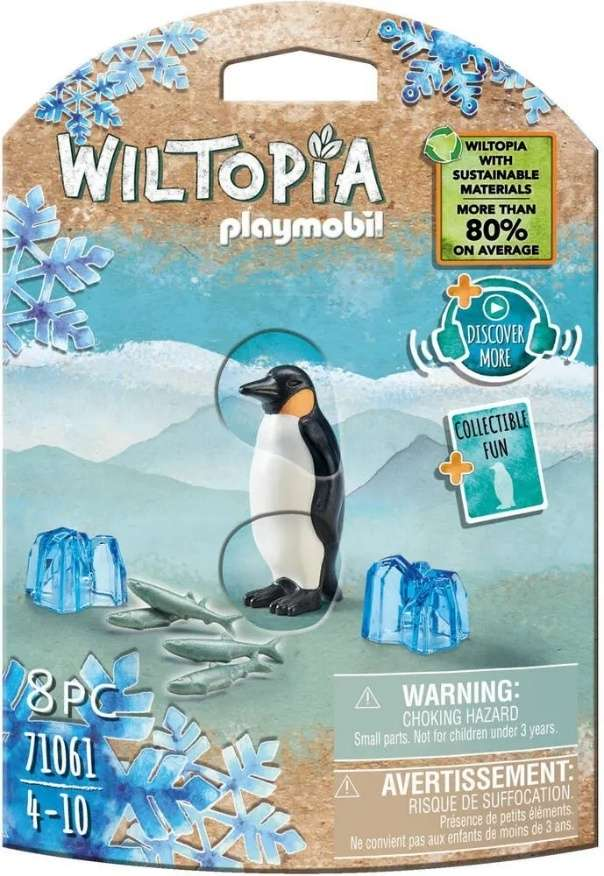 WILTOPIA
playmobil
WILTOPIA
WITH
SUSTAINABLE
MATERIALS
MORE THAN
80%
ON AVERAGE
DISCOVER
MORE
COLLECTIBLE
FUN
8 PC
71061
4-10
WARNING:
CHOKING HAZARD
Small parts. Not for children under 3 years.
AVERTISSEMENT:
RISQUE DE SUFFOCATION.
Présence de petits éléments.
Ne convient pas aux enfants de moins de 3 ans.